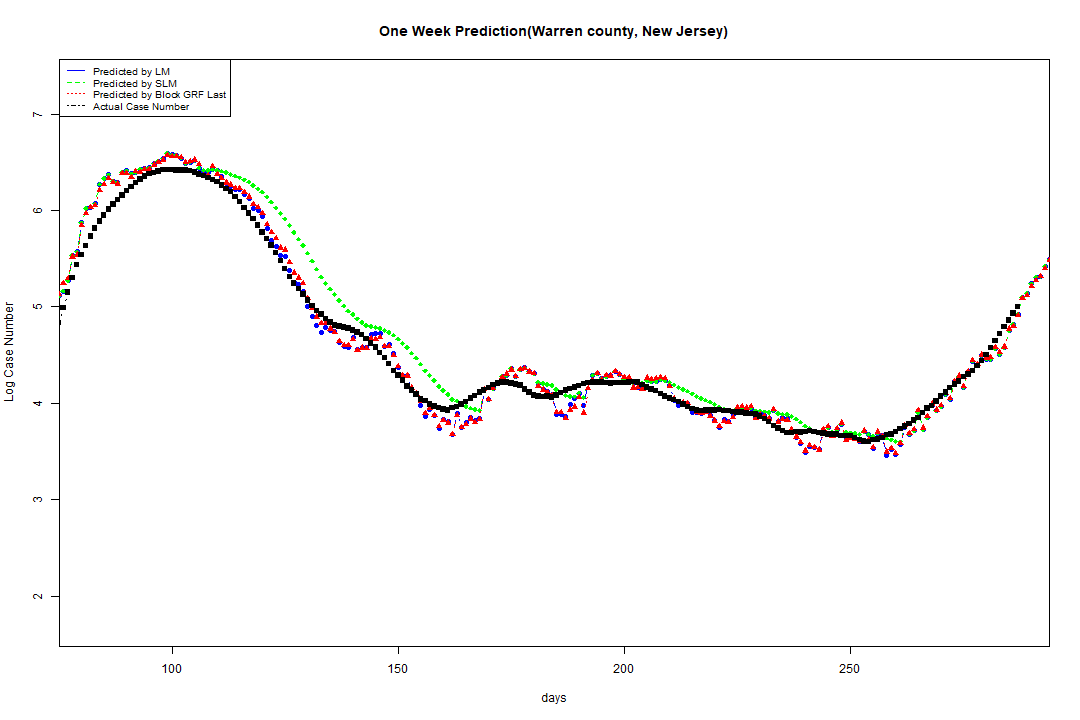 One Week Prediction(Warren county, New Jersey)
Predicted by LM
Predicted by SLM
Predicted by Block GRF Last
Actual Case Number
Log Case Number
7
6
5
4
3
2
100
150
200
250
days